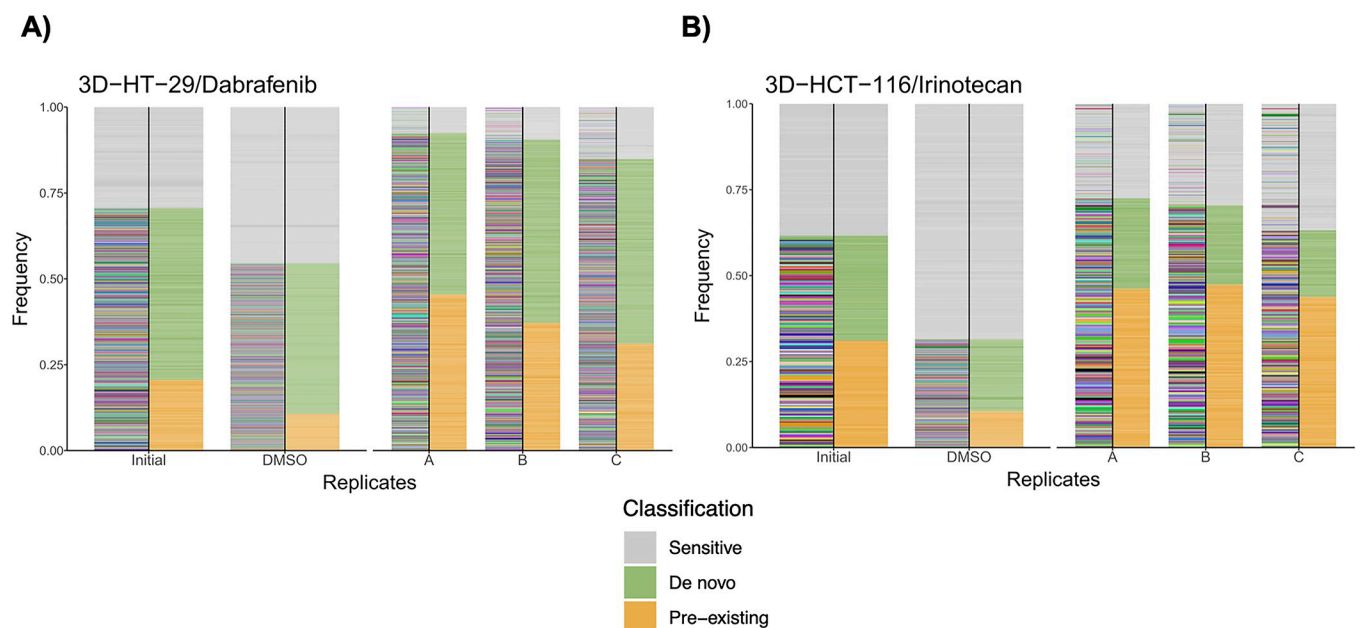 A)
3D−HT−29/Dabrafenib
1.00
0.75
0.50
0.25
0.00
Frequency
Initial DMSO A B C
Replicates
B)
3D−HCT−116/Irinotecan
1.00
0.75
0.50
0.25
0.00
Frequency
Initial DMSO A B C
Replicates
Classification
Sensitive
De novo
Pre-existing